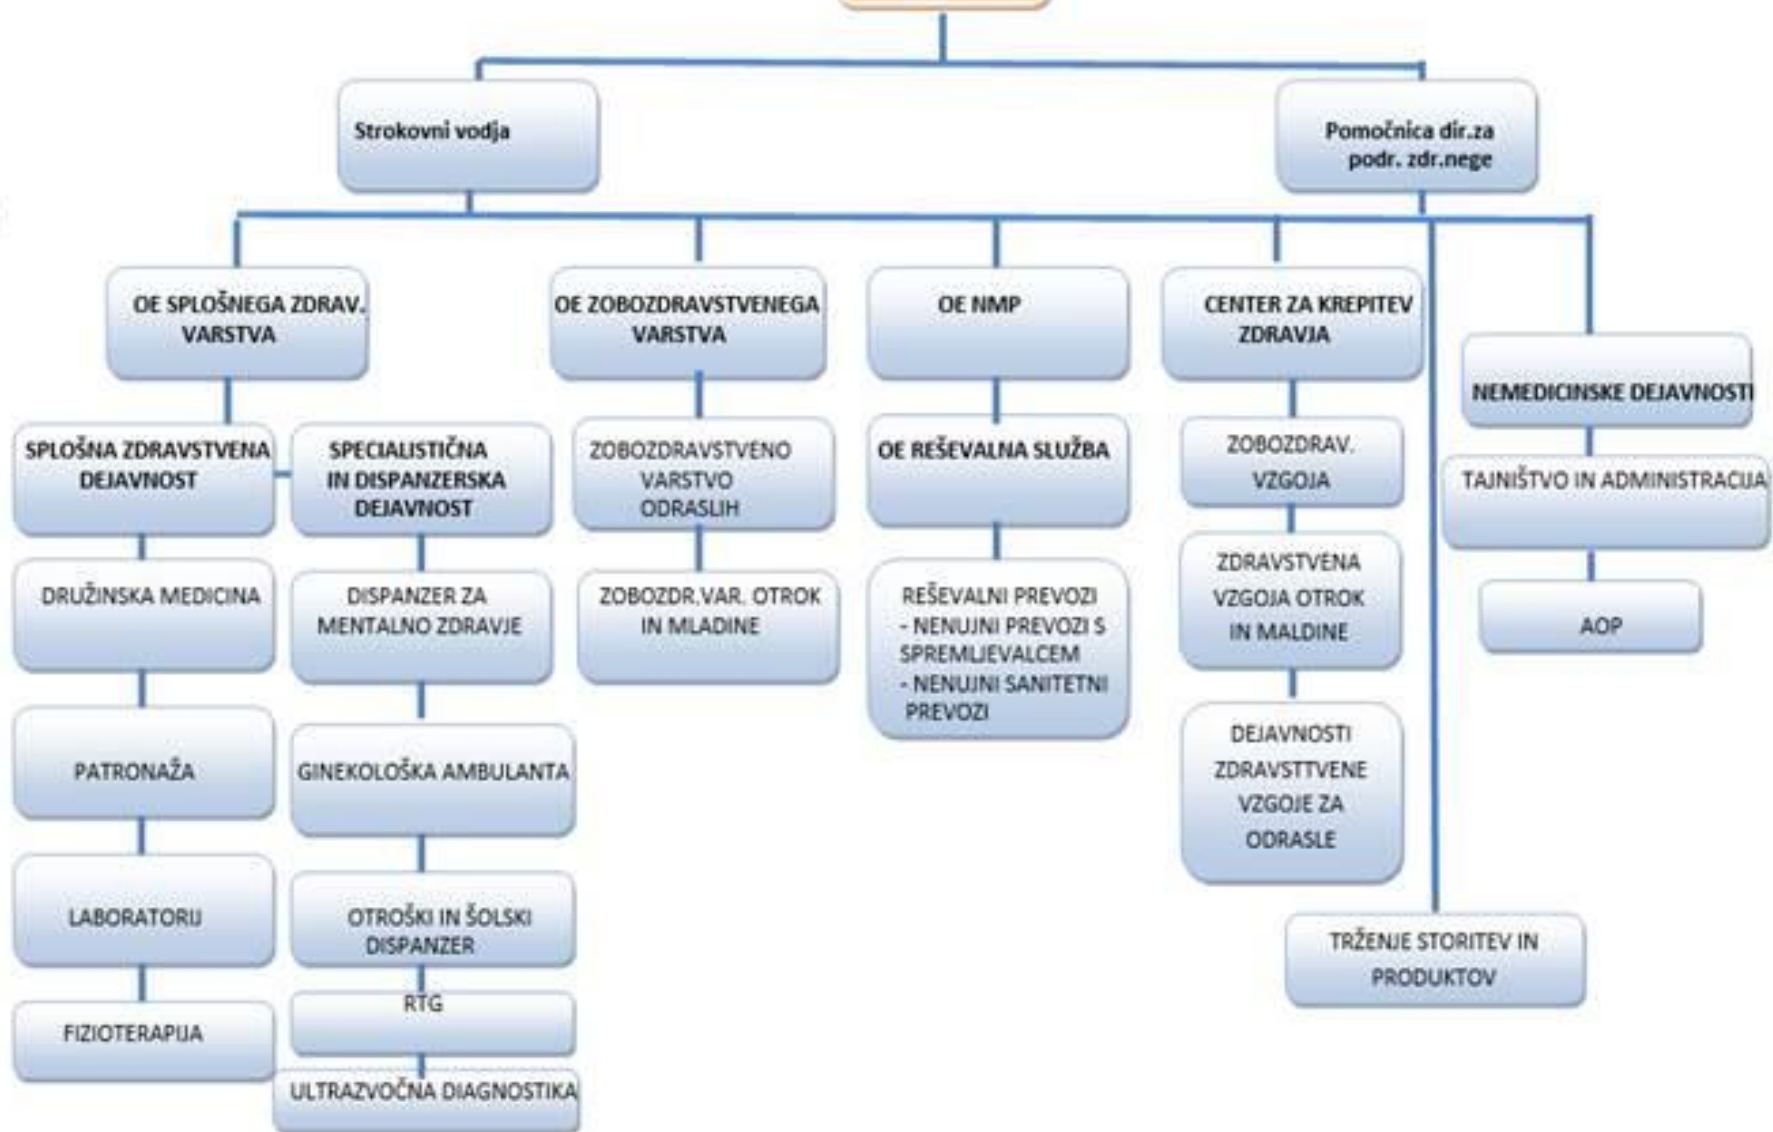 Strokovni vodja
Pomočnica dir.za
podr. zdr.nege
OE SPLOŠNEGA ZDRAV.
VARSTVA
OE ZOBOZDRAVSTVENEGA
VARSTVA
OE NMP
CENTER ZA KREPITEV
ZDRAVJA
NEMEDICINSKE DEJAVNOSTI
SPLOŠNA ZDRAVSTVENA
DEJAVNOST
SPECIALISTIČNA
IN DISPANZERSKA
DEJAVNOST
ZOBOZDRAVSTVENO
VARSTVO
ODRASLIH
OE REŠEVALNA SLUŽBA
ZOBOZDRAV.
VZGOJA
TAJNIŠTVO IN ADMINISTRACIJA
DRUŽINSKA MEDICINA
DISPANZER ZA
MENTALNO ZDRAVJE
ZOBOZDR.VAR. OTROK
IN MLADINE
REŠEVALNI PREVOZI
- NENUJNI PREVOZI S
SPREMLJEVALCEM
- NENUJNI SANITETNI
PREVOZI
ZDRAVSTVENA
VZGOJA OTROK
IN MALDINE
AOP
PATRONAŽA
GINEKOLOŠKA AMBULANTA
DEJAVNOSTI
ZDRAVSTTVENE
VZGOJE ZA
ODRASLE
LABORATORIJ
OTROŠKI IN ŠOLSKI
DISPANZER
TRŽENJE STORITEV IN
PRODUKTOV
FIZIOTERAPIJA
RTG
ULTRAZVOČNA DIAGNOSTIKA